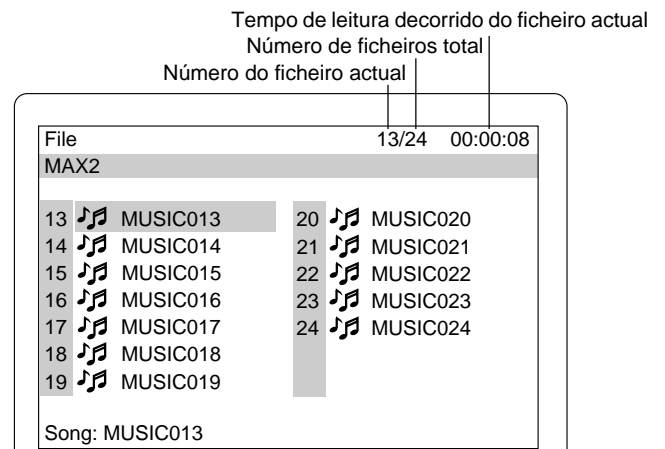 Tempo de leitura decorrido do ficheiro actual
Número de ficheiros total
Número do ficheiro actual
File 13/24 00:00:08
MAX2
13 MUSIC013 20 MUSIC020
14 MUSIC014 21 MUSIC021
15 MUSIC015 22 MUSIC022
16 MUSIC016 23 MUSIC023
17 MUSIC017 24 MUSIC024
18 MUSIC018
19 MUSIC019
Song: MUSIC013